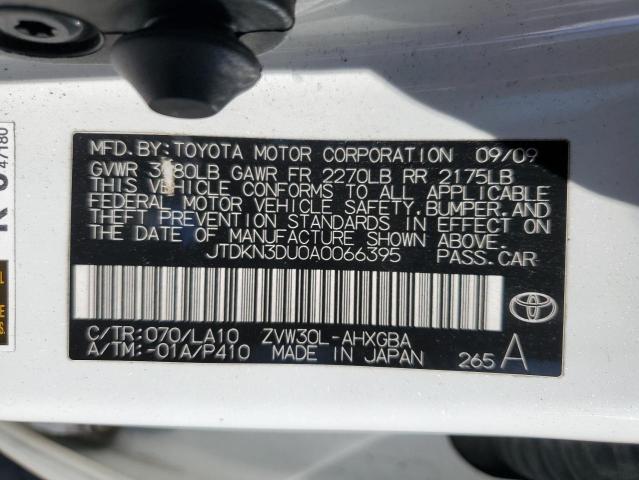 MFD. BY: TOYOTA MOTOR CORPORATION 09/09
GVWR GAWR FR 2270LB RR 2175LB
THIS VEHICLE CONFORMS TO ALL APPLICABLE
FEDERAL MOTOR VEHICLE SAFETY, BUMPER, AND
THEFT PREVENTION STANDARDS IN EFFECT ON
THE DATE OF MANUFACTURE SHOWN ABOVE.
JTDKN3DU0A0066395 PASS. CAR
C/TR: 070/LA10 ZVW30L-AHXGBA
A/TM: -01A/P410 MADE IN JAPAN 265 A
47180